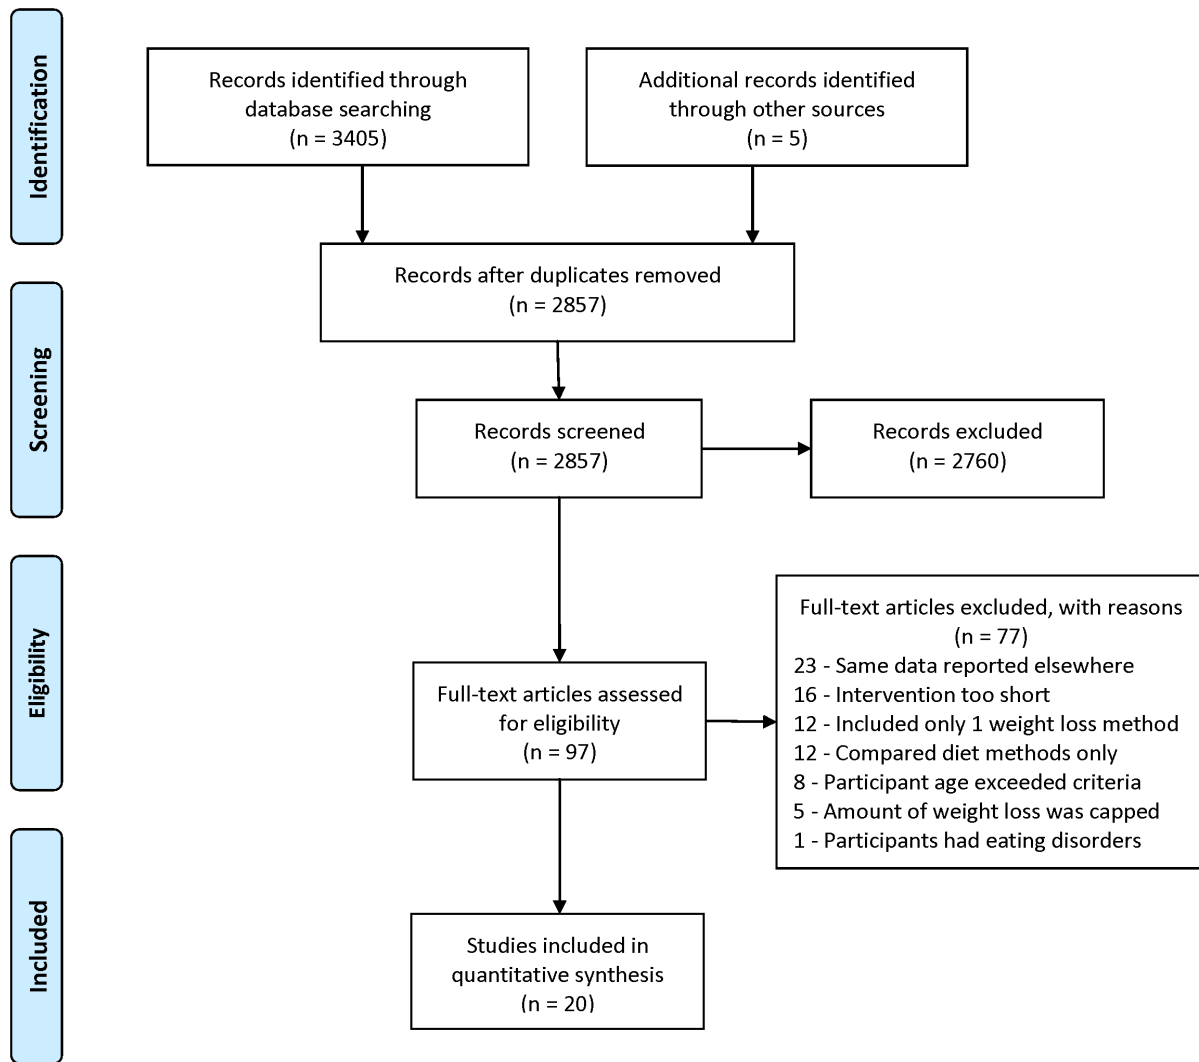 Identification
Records identified through
database searching
(n = 3405)
Additional records identified
through other sources
(n = 5)
Records after duplicates removed
(n = 2857)
Screening
Records screened
(n = 2857)
Records excluded
(n = 2760)
Eligibility
Full-text articles assessed
for eligibility
(n = 97)
Full-text articles excluded, with reasons
(n = 77)
23 - Same data reported elsewhere
16 - Intervention too short
12 - Included only 1 weight loss method
12 - Compared diet methods only
8 - Participant age exceeded criteria
5 - Amount of weight loss was capped
1 - Participants had eating disorders
Included
Studies included in
quantitative synthesis
(n = 20)